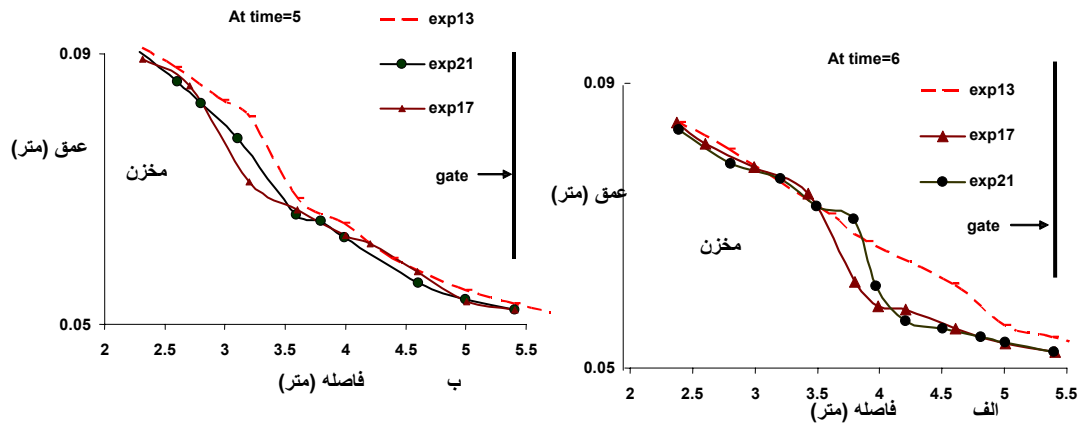 At time=5
exp13
exp21
exp17
0.09
عمق (متر)
مخزن
gate
0.05
2 2.5 3 3.5 4 4.5 5 5.5
فاصله (متر)
ب
At time=6
exp13
exp17
exp21
0.09
عمق (متر)
مخزن
gate
0.05
2 2.5 3 3.5 4 4.5 5 5.5
فاصله (متر)
الف